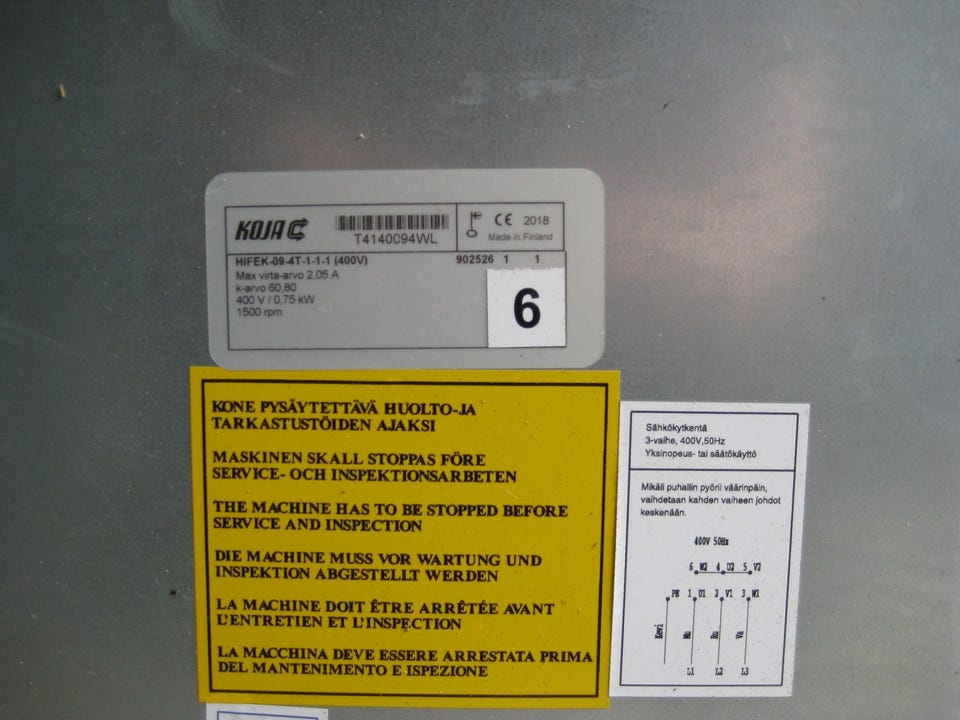 KOJA
T4140094WL
CE 2018
Made in Finland
HIFEK-09-4T-1-1-1 (400V) 902526 1 1
Max virta-arvo 2,05 A
k-arvo 60,80
400 V / 0,75 kW
1500 rpm
6
KONE PYSÄYTETTÄVÄ HUOLTO-JA
TARKASTUSTÖIDEN AJAKSI
MASKINEN SKALL STOPPAS FÖRE
SERVICE- OCH INSPEKTIONSARBETEN
THE MACHINE HAS TO BE STOPPED BEFORE
SERVICE AND INSPECTION
DIE MACHINE MUSS VOR WARTUNG UND
INSPEKTION ABGESTELLT WERDEN
LA MACHINE DOIT ÊTRE ARRÊTÉE AVANT
L'ENTRETIEN ET L'INSPECTION
LA MACCHINA DEVE ESSERE ARRESTATA PRIMA
DEL MANTENIMENTO E ISPEZIONE
Sähkökytkentä
3-vaihe, 400V,50Hz
Yksinopeus- tai säätökäyttö
Mikäli puhallin pyörii väärinpäin,
vaihdetaan kahden vaiheen johdot
keskenään.
400V 50Hz
6 W2 4 U2 5 V2
PE 1 U1 2 V1 3 W1
Kevi Mu Ru Va
L1 L2 L3